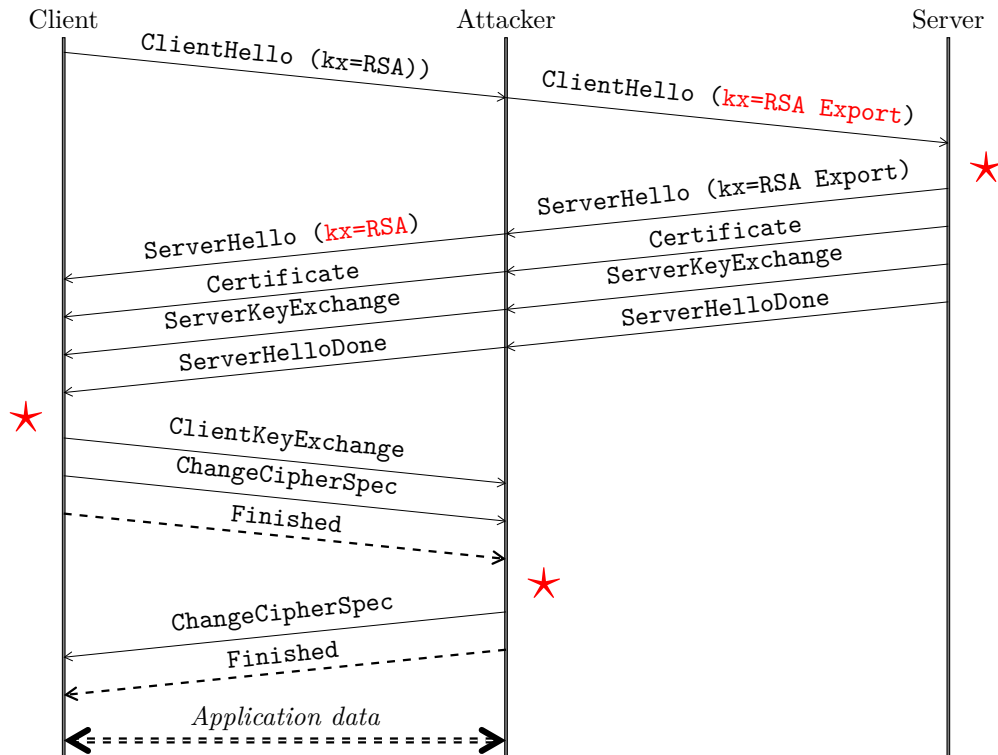 Client
Attacker
Server
ClientHello (kx=RSA))
ClientHello (kx=RSA Export)
ServerHello (kx=RSA Export)
ServerHello (kx=RSA)
Certificate
Certificate
ServerKeyExchange
ServerKeyExchange
ServerHelloDone
ServerHelloDone
ClientKeyExchange
ChangeCipherSpec
Finished
ChangeCipherSpec
Finished
Application data